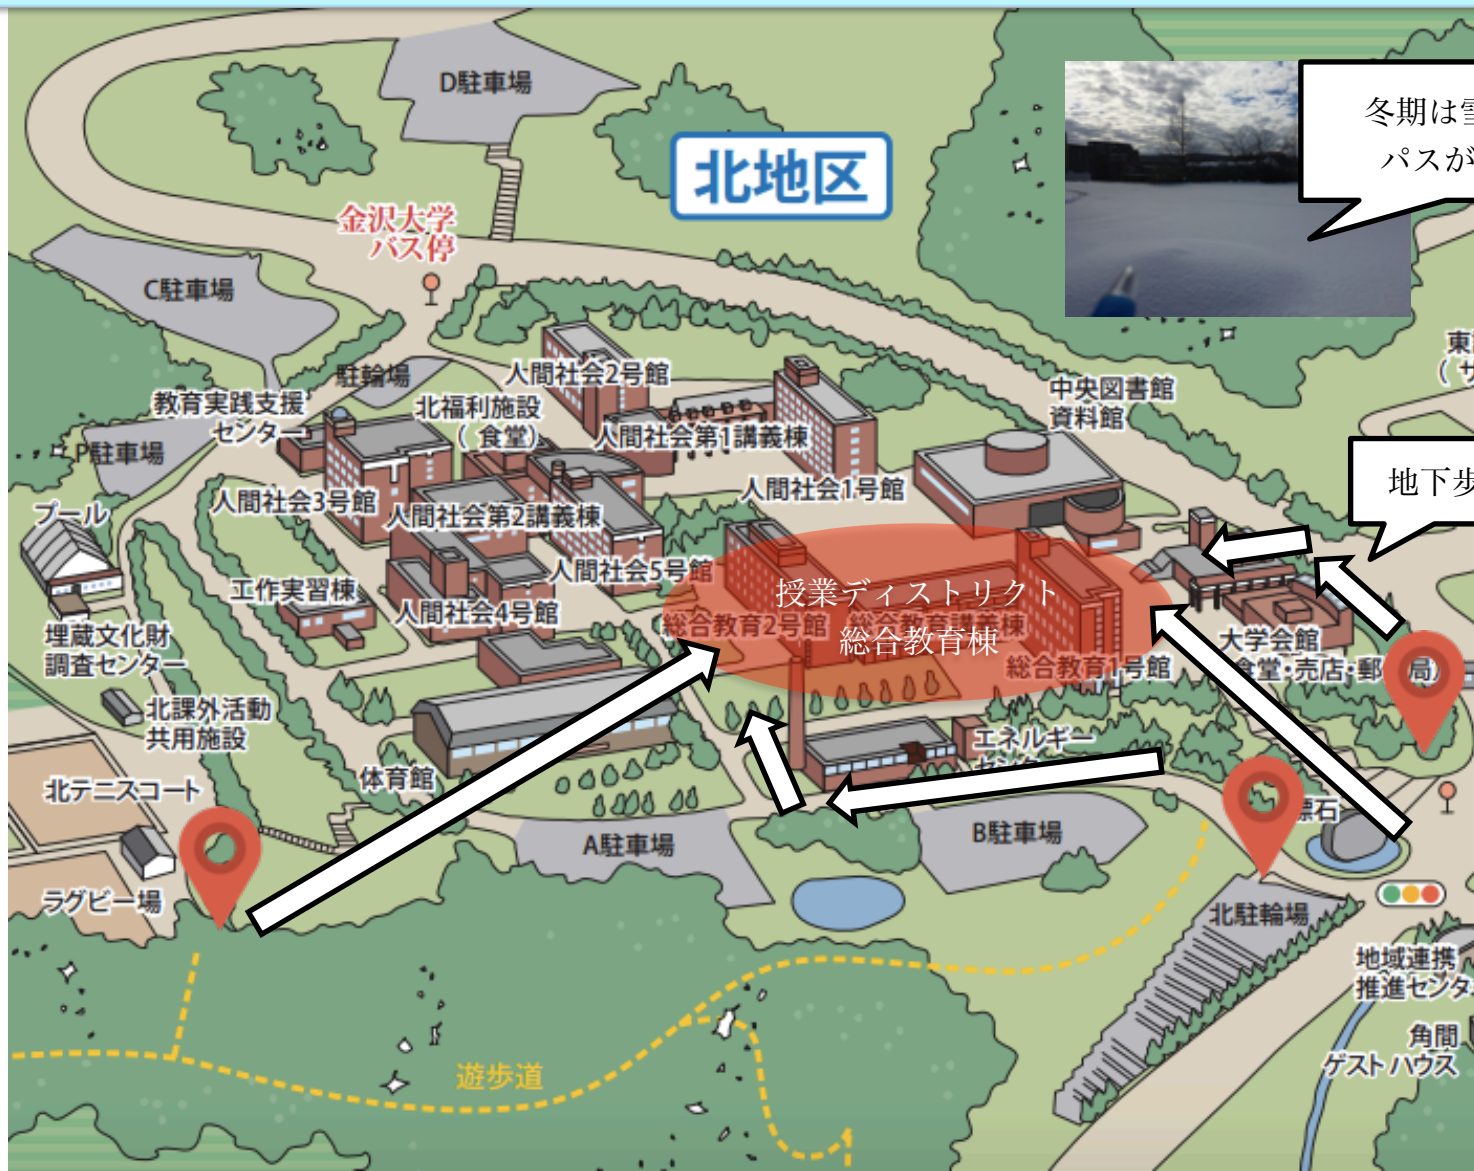 D駐車場
北地区
冬期は雪
パスが
金沢大学
バス停
C駐車場
駐輪場
人間社会2号館
教育実践支援
センター
北福利施設
(食堂)
人間社会第1講義棟
中央図書館
資料館
東
P駐車場
人間社会3号館
人間社会第2講義棟
人間社会1号館
地下歩
プール
工作実習棟
人間社会5号館
人間社会4号館
授業ディストリクト
総合教育棟
総合教育2号館
総合教育講義棟
総合教育1号館
大学会館
食堂・売店・郵 局)
埋蔵文化財
調査センター
北課外活動
共用施設
体育館
エネルギー
センター
北テニスコート
A駐車場
B駐車場
標石
ラグビー場
北駐輪場
地域連携
推進センタ
角間
ゲストハウス
遊歩道